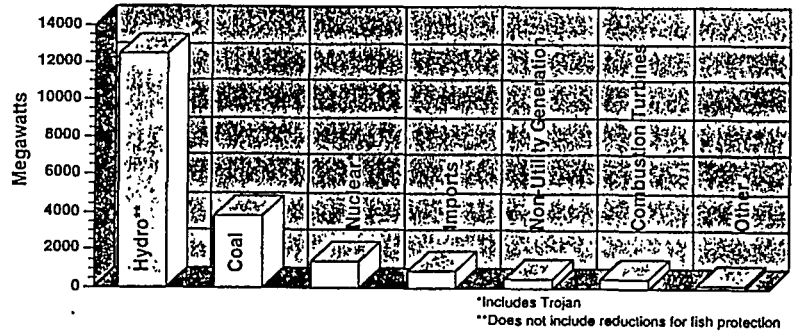 14000
12000
10000
8000
6000
4000
2000
0
Megawatts
Hydro**
Coal
Nuclear*
Imports
Non-Utility Generation
Combustion Turbines
Other
*Includes Trojan
**Does not include reductions for fish protection